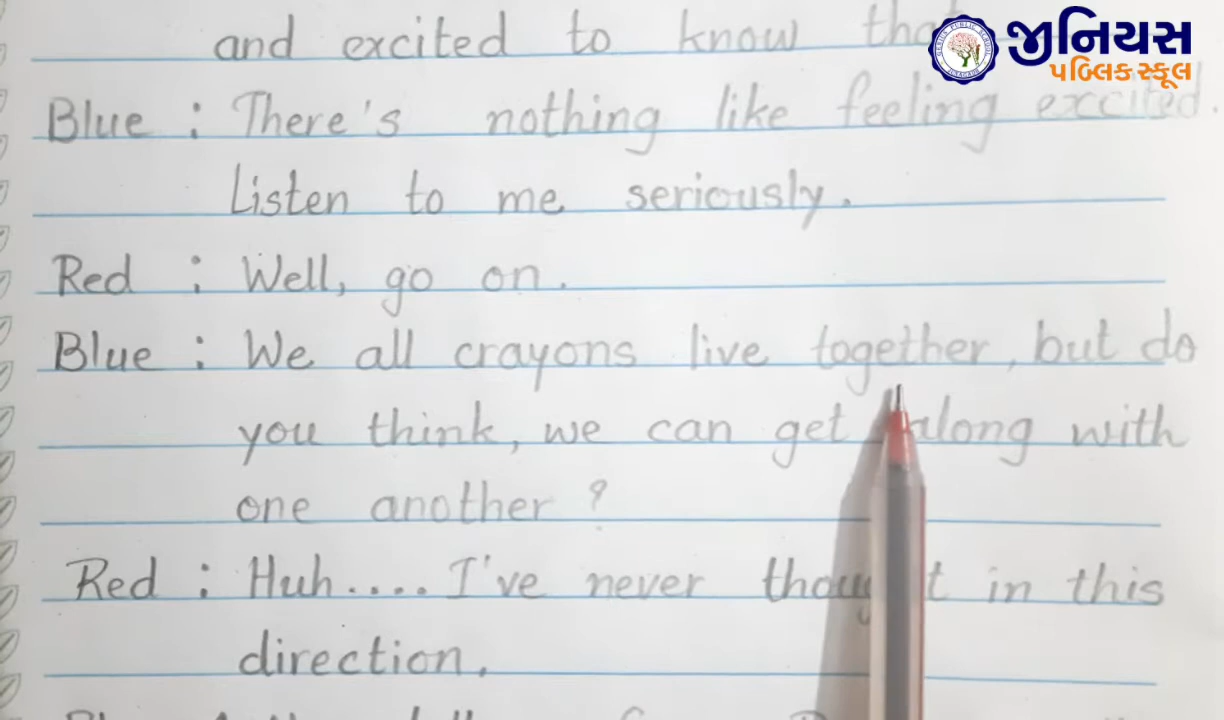 and excited to know that
જીનિયસ
પબ્લિક સ્કૂલ
Blue : There's nothing like feeling excited.
Listen to me seriously.
Red : Well, go on.
Blue : We all crayons live together, but do
you think, we can get along with
one another ?
Red : Huh.... I've never thought in this
direction.